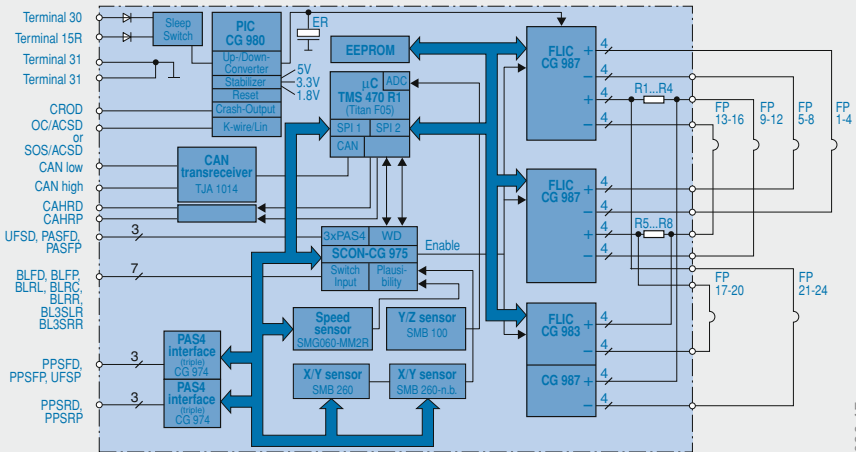 Terminal 30
Terminal 15R
Terminal 31
Terminal 31
CROD
OC/ACSD
or
SOS/ACSD
CAN low
CAN high
CAHRD
CAHRP
UFSD, PASFD,
PASFP
3
BLFD, BLFP,
BLRL, BLRC,
BLRR,
BL3SLR
BL3SRR
7
PPSFD,
PPSFP, UFSP
3
PPSRD,
PPSRP
3
Sleep
Switch
PIC
CG 980
Up-/Down-
Converter
Stabilizer
Reset
Crash-Output
K-wire/Lin
5V
3.3V
1.8V
ER
EEPROM
µC
ADC
TMS 470 R1
(Titan F05)
SPI 1
SPI 2
CAN
CAN
transreceiver
TJA 1014
3xPAS4
WD
SCON-CG 975
Switch
Input
Plausi-
bility
Enable
Speed
sensor
SMG060-MM2R
Y/Z sensor
SMB 100
X/Y sensor
SMB 260
X/Y sensor
SMB 260-n.b.
PAS4
interface
(triple)
CG 974
PAS4
interface
(triple)
CG 974
FLIC
CG 987
+
−
+
−
4
4
4
4
R1...R4
FLIC
CG 987
+
−
+
−
4
4
4
4
R5...R8
FLIC
CG 983
+
−
4
CG 987
+
−
4
FP
13-16
FP
9-12
FP
5-8
FP
1-4
FP
17-20
FP
21-24